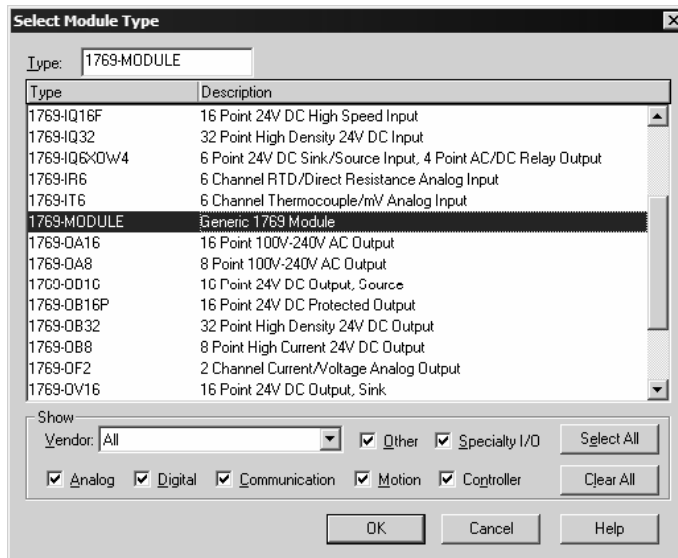 Select Module Type
Type: 1769-MODULE
Type Description
1769-IQ16F 16 Point 24V DC High Speed Input
1769-IQ32 32 Point High Density 24V DC Input
1769-IQ6XOW4 6 Point 24V DC Sink/Source Input, 4 Point AC/DC Relay Output
1769-IR6 6 Channel RTD/Direct Resistance Analog Input
1769-IT6 6 Channel Thermocouple/mV Analog Input
1769-MODULE Generic 1769 Module
1769-OA16 16 Point 100V-240V AC Output
1769-OA8 8 Point 100V-240V AC Output
1769-OB16 16 Point 24V DC Output, Source
1769-OB16P 16 Point 24V DC Protected Output
1769-OB32 32 Point High Density 24V DC Output
1769-OB8 8 Point High Current 24V DC Output
1769-OF2 2 Channel Current/Voltage Analog Output
1769-OV16 16 Point 24V DC Output, Sink
Show
Vendor: All Other Specialty I/O Select All
Analog Digital Communication Motion Controller Clear All
OK Cancel Help